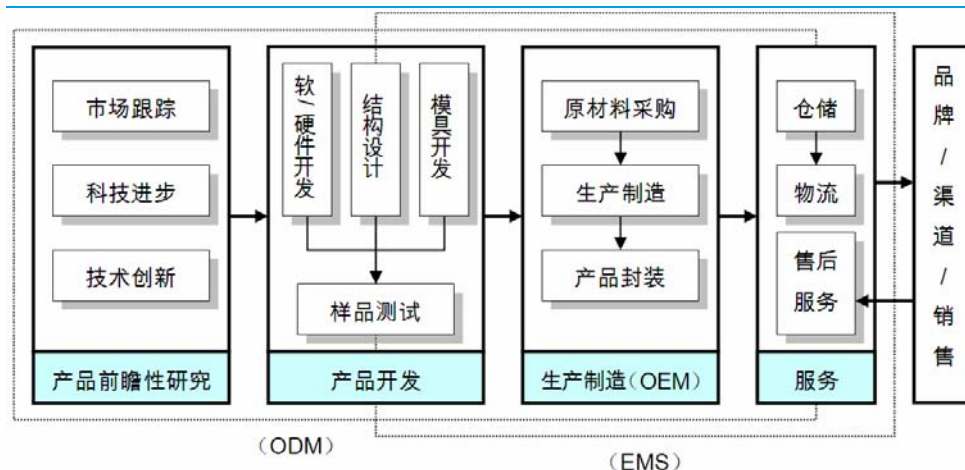 市场跟踪
科技进步
技术创新
产品前瞻性研究
软/硬件开发
结构设计
模具开发
样品测试
产品开发
原材料采购
生产制造
产品封装
生产制造(OEM)
仓储
物流
售后
服务
服务
品牌/渠道/销售
(ODM)
(EMS)